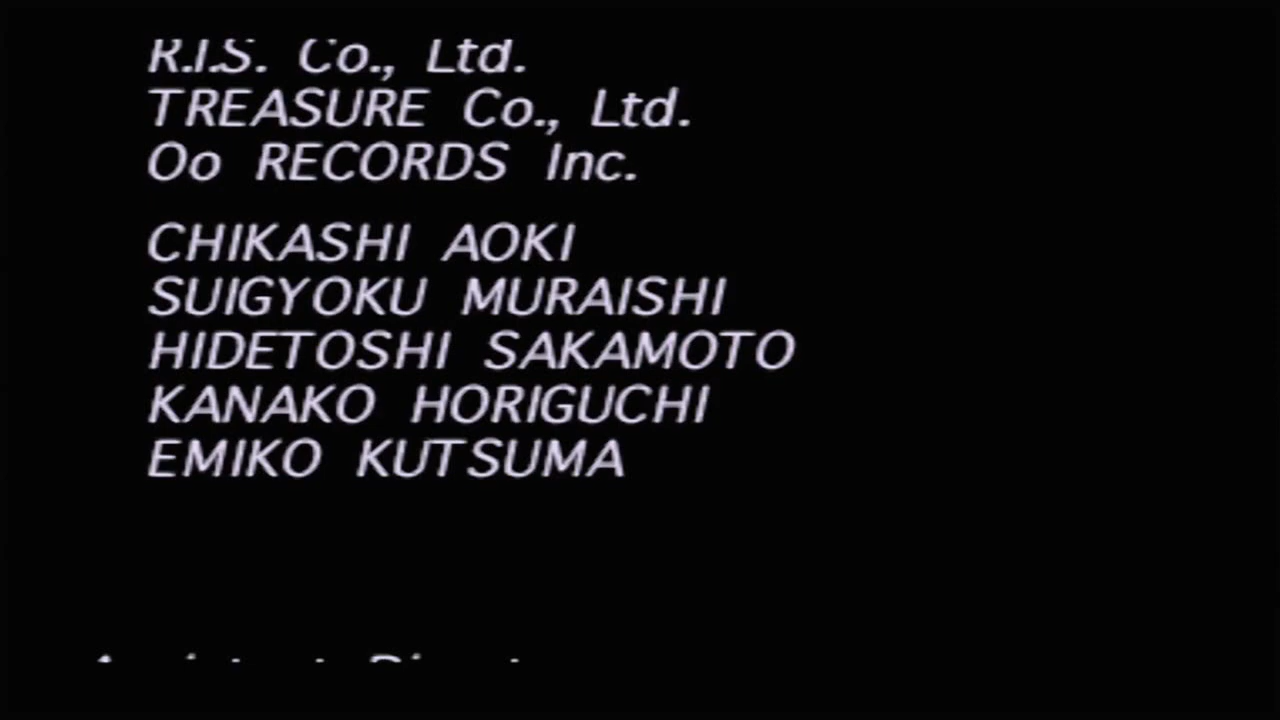 R.I.S. Co., Ltd.
TREASURE Co., Ltd.
Oo RECORDS Inc.
CHIKASHI AOKI
SUIGYOKU MURAISHI
HIDETOSHI SAKAMOTO
KANAKO HORIGUCHI
EMIKO KUTSUMA